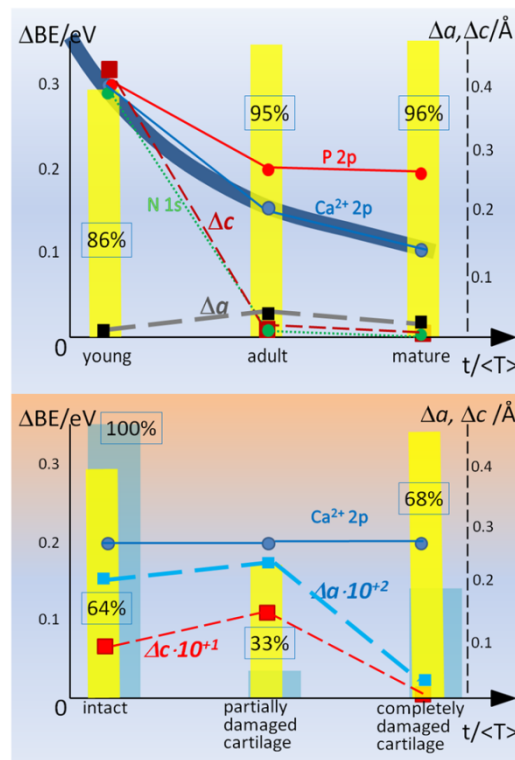 ΔBE/eV
Δa, Δc/Å
0.3
0.4
95%
96%
0.3
P 2p
0.2
N 1s
Δc
Ca²⁺ 2p
0.2
86%
0.1
0.1
Δa
0
young
adult
mature
t/<T>
ΔBE/eV
Δa, Δc/Å
100%
0.3
0.4
68%
Ca²⁺ 2p
0.3
0.2
Δa·10⁺²
0.2
64%
0.1
Δc·10⁺¹
33%
0.1
0
intact
partially
damaged
cartilage
completely
damaged
cartilage
t/<T>